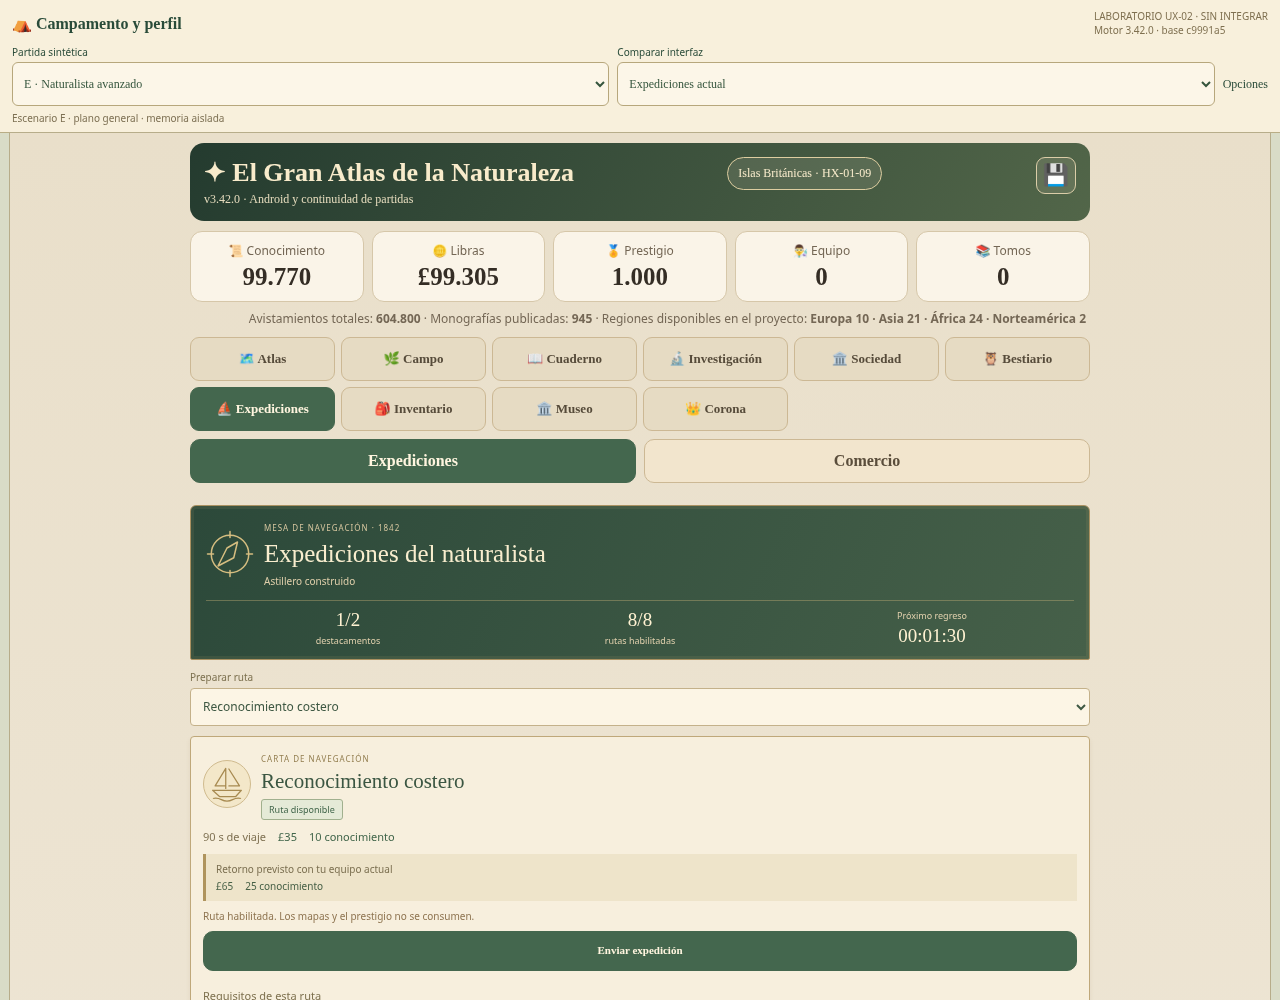 ⛺ Campamento y perfil
LABORATORIO UX-02 · SIN INTEGRAR
Motor 3.42.0 · base c9991a5
Partida sintética
Comparar interfaz
E · Naturalista avanzado
Expediciones actual
Opciones
Escenario E · plano general · memoria aislada
✦ El Gran Atlas de la Naturaleza
v3.42.0 · Android y continuidad de partidas
Islas Británicas · HX-01-09
💾
📜 Conocimiento
99.770
🪙 Libras
£99.305
🏅 Prestigio
1.000
👨‍🔬 Equipo
0
📚 Tomos
0
Avistamientos totales: 604.800 · Monografías publicadas: 945 · Regiones disponibles en el proyecto: Europa 10 · Asia 21 · África 24 · Norteamérica 2
🗺️ Atlas
🌿 Campo
📖 Cuaderno
🔬 Investigación
🏛️ Sociedad
🦉 Bestiario
⛵ Expediciones
🎒 Inventario
🏛️ Museo
👑 Corona
Expediciones
Comercio
MESA DE NAVEGACIÓN · 1842
Expediciones del naturalista
Astillero construido
1/2
destacamentos
8/8
rutas habilitadas
Próximo regreso
00:01:30
Preparar ruta
Reconocimiento costero
CARTA DE NAVEGACIÓN
Reconocimiento costero
Ruta disponible
90 s de viaje £35 10 conocimiento
Retorno previsto con tu equipo actual
£65 25 conocimiento
Ruta habilitada. Los mapas y el prestigio no se consumen.
Enviar expedición
Requisitos de esta ruta